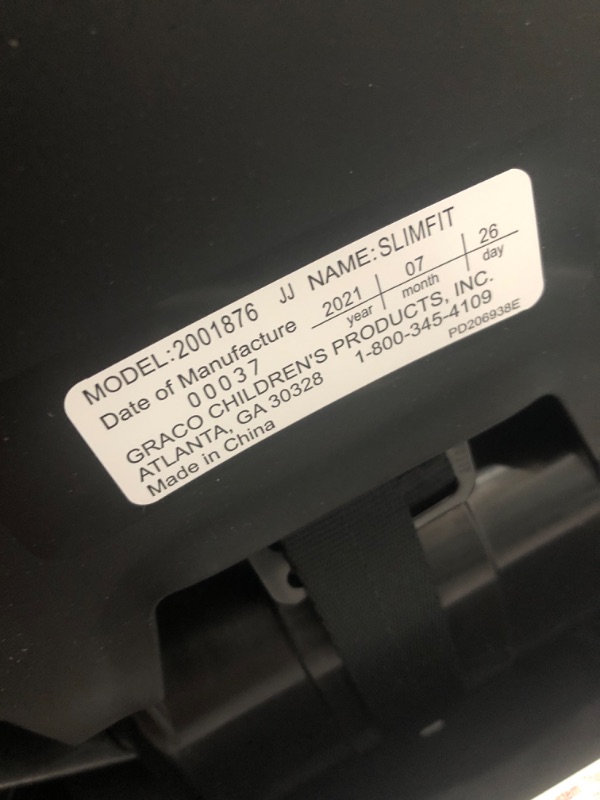 MODEL:2001876 JJ NAME:SLIMFIT
Date of Manufacture 2021 07 26
year month day
00037
GRACO CHILDREN'S PRODUCTS, INC.
ATLANTA, GA 30328 1-800-345-4109
Made in China PD206938E